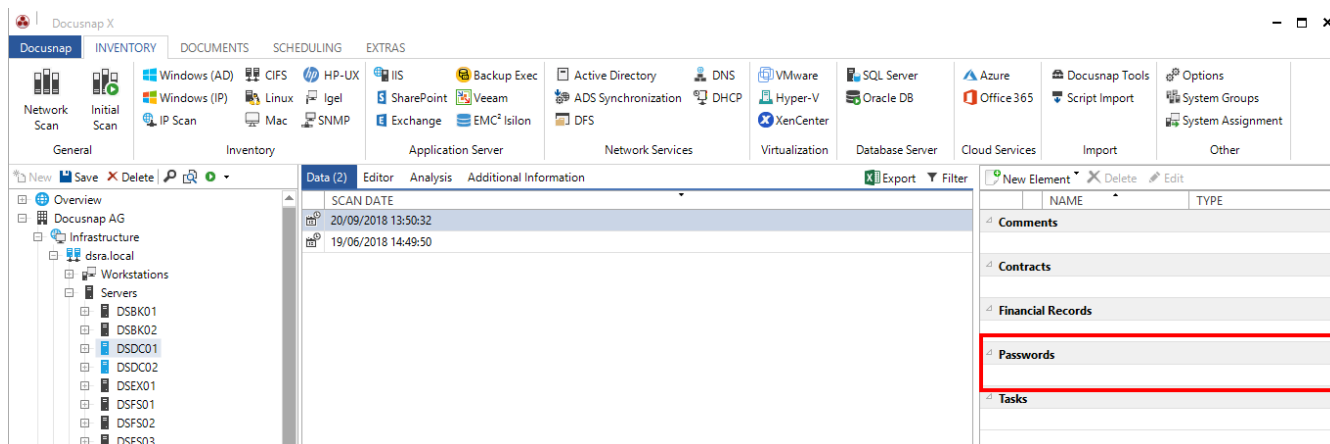 Docusnap X
Docusnap INVENTORY DOCUMENTS SCHEDULING EXTRAS
Windows (AD) CIFS HP-UX IIS Backup Exec Active Directory DNS VMware SQL Server Azure Docusnap Tools Options
Windows (IP) Linux Igel SharePoint Veeam ADS Synchronization DHCP Hyper-V Oracle DB Office 365 Script Import System Groups
Network Scan Initial Scan IP Scan Mac SNMP Exchange EMC² Isilon DFS XenCenter System Assignment
General Inventory Application Server Network Services Virtualization Database Server Cloud Services Import Other
New Save Delete Data (2) Editor Analysis Additional Information Export Filter New Element Delete Edit
Overview SCAN DATE NAME TYPE
Docusnap AG 20/09/2018 13:50:32 Comments
Infrastructure 19/06/2018 14:49:50
dsra.local Contracts
Workstations
Servers Financial Records
DSBK01
DSBK02
DSDC01 Passwords
DSDC02
DSEX01
DSFS01 Tasks
DSFS02
DSFS03